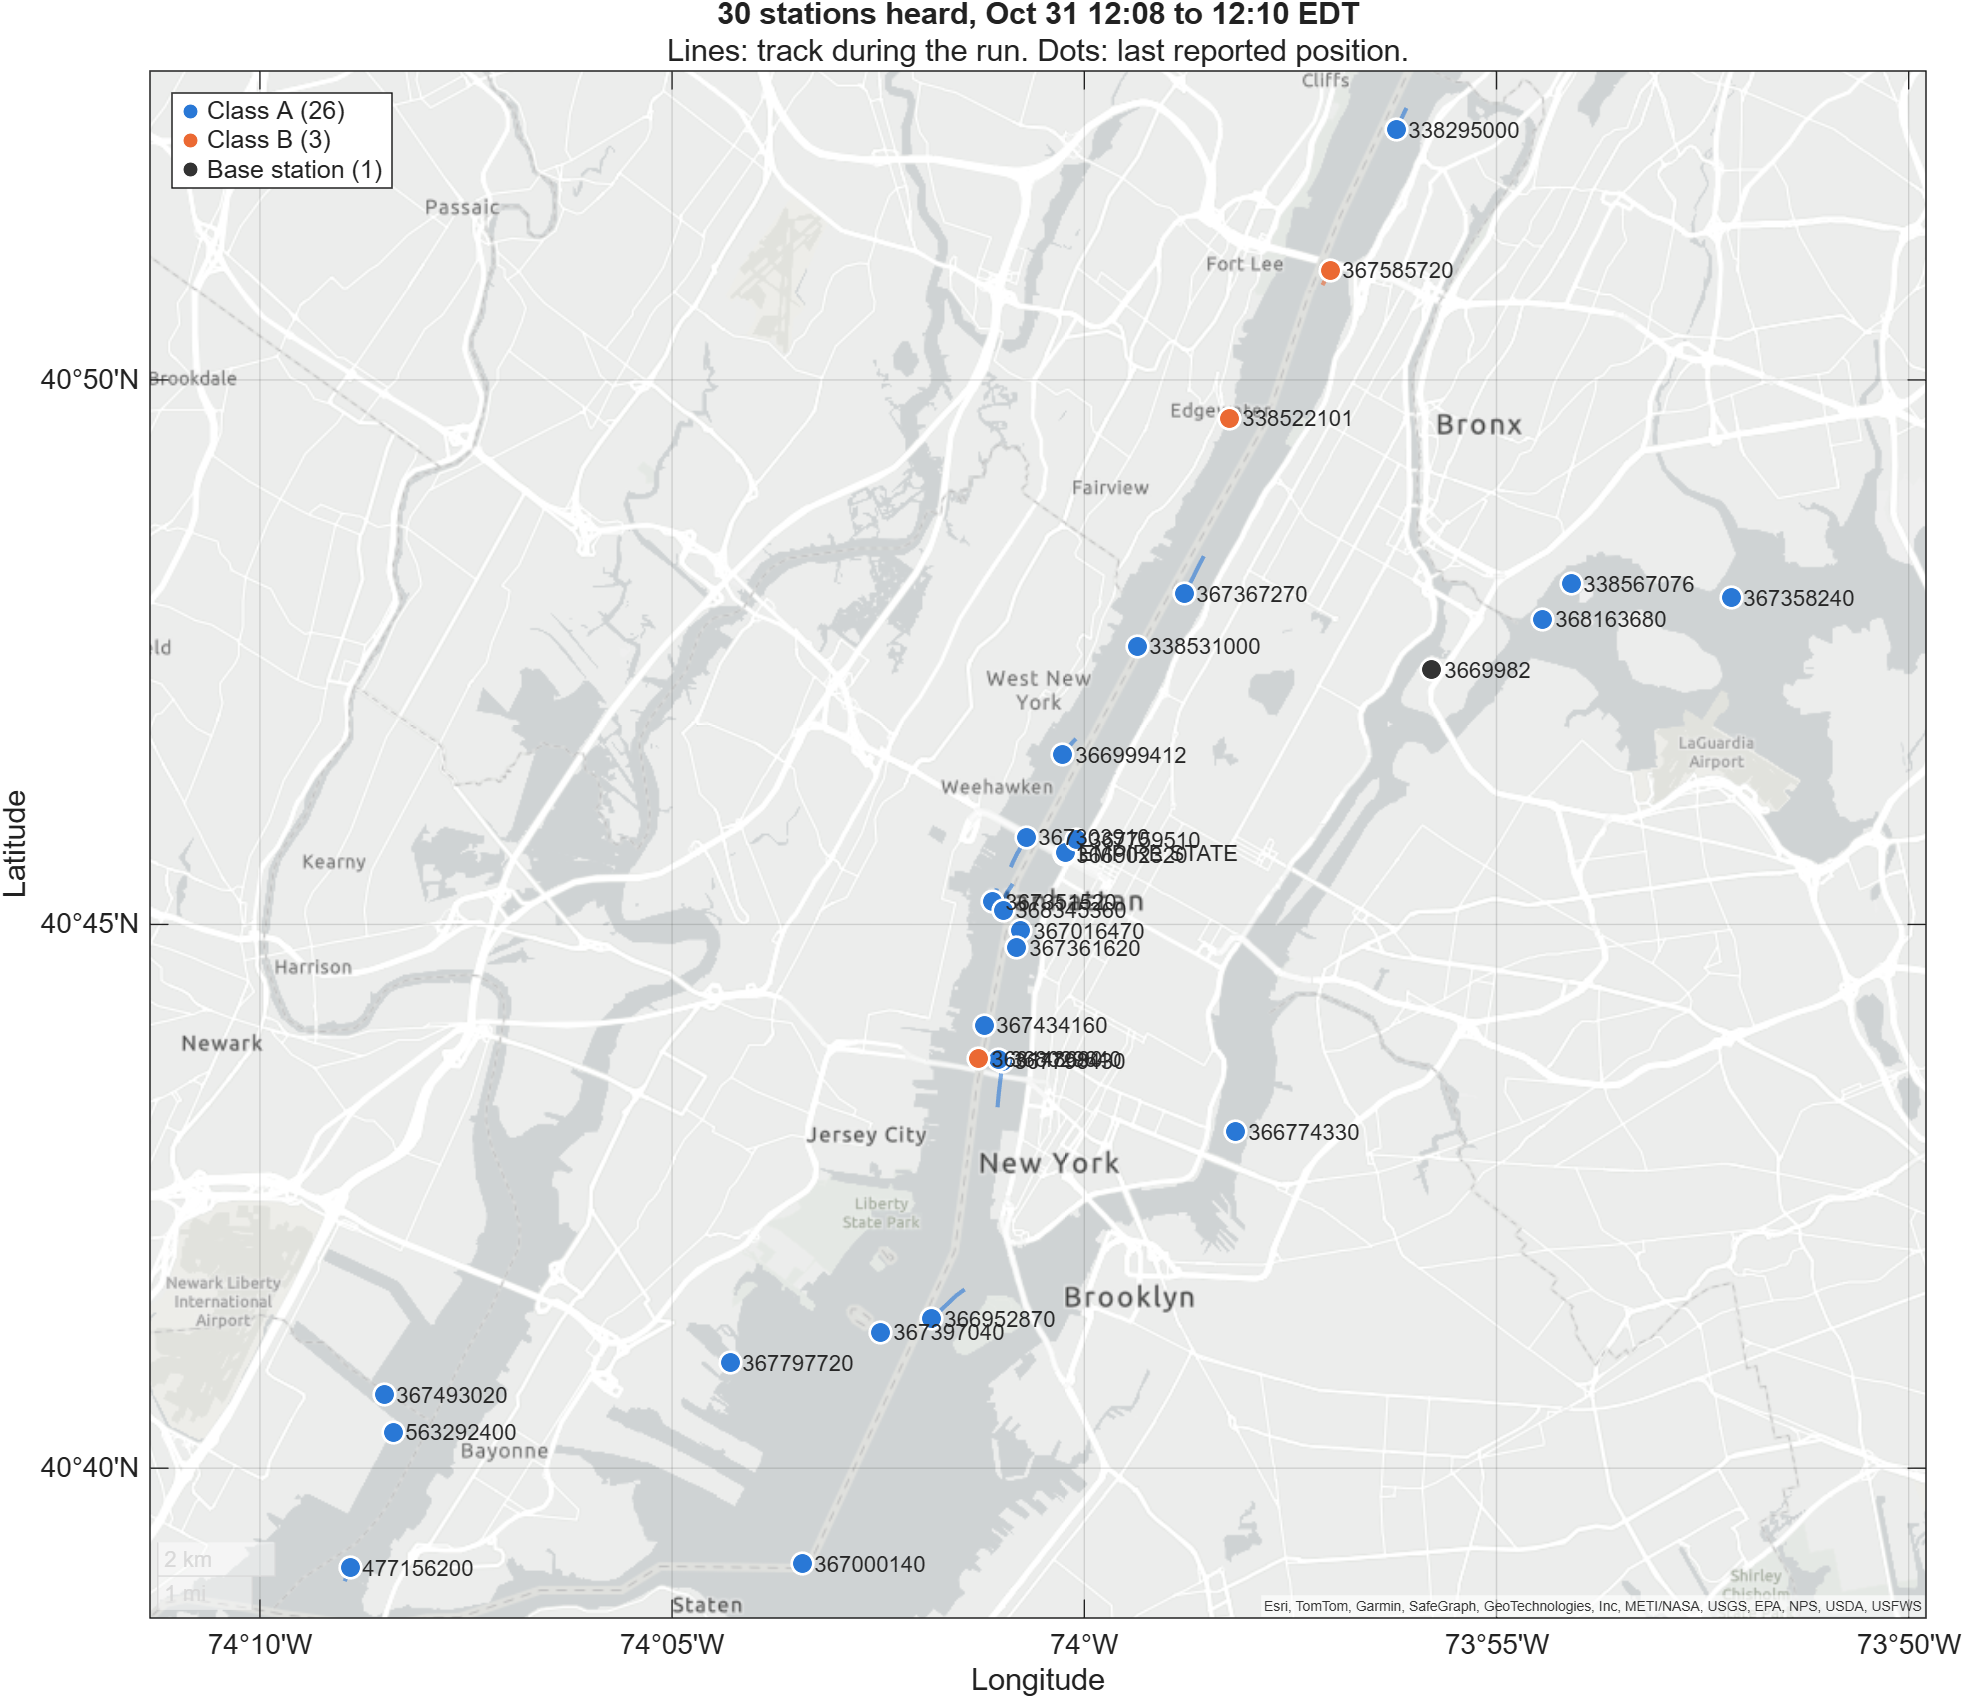 30 stations heard, Oct 31 12:08 to 12:10 EDT
Lines: track during the run. Dots: last reported position.
Class A (26)
Class B (3)
Base station (1)
Cliffs
338295000
Passaic
Fort Lee
367585720
40°50'N
Brookdale
338522101
Bronx
Fairview
367367270
338567076
367358240
368163680
338531000
3669982
West New
York
LaGuardia
Airport
366999412
Weehawken
Latitude
Kearny
367016470
40°45'N
367361620
Harrison
367434160
Newark
366774330
Jersey City
New York
Liberty
State Park
Newark Liberty
International
Airport
Brooklyn
366952870
367397040
367797720
367493020
563292400
Bayonne
40°40'N
2 km
1 mi
477156200
367000140
Staten
Shirley
Chisholm
Esri, TomTom, Garmin, SafeGraph, GeoTechnologies, Inc, METI/NASA, USGS, EPA, NPS, USDA, USFWS
74°10'W
74°05'W
74°W
73°55'W
73°50'W
Longitude